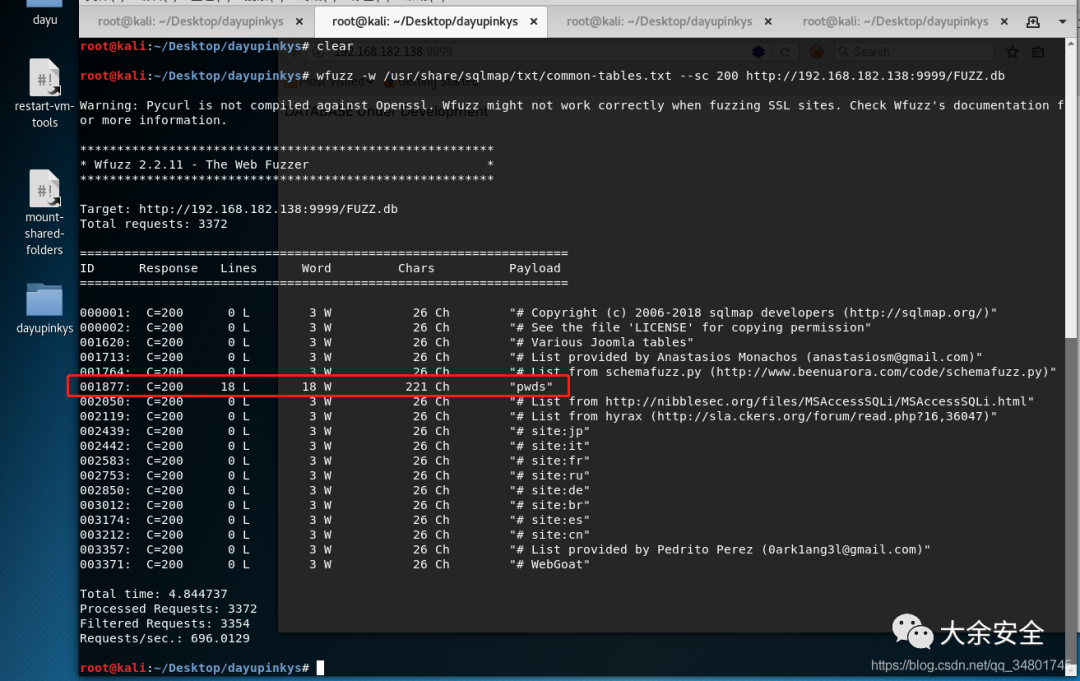 dayu
root@kali: ~/Desktop/dayupinkys ×
root@kali: ~/Desktop/dayupinkys ×
root@kali: ~/Desktop/dayupinkys ×
root@kali: ~/Desktop/dayupinkys ×
restart-vm-
tools
mount-
shared-
folders
dayupinkys
root@kali:~/Desktop/dayupinkys# clear
192.168.182.138:9999
Search
root@kali:~/Desktop/dayupinkys# wfuzz -w /usr/share/sqlmap/txt/common-tables.txt --sc 200 http://192.168.182.138:9999/FUZZ.db
Warning: Pycurl is not compiled against Openssl. Wfuzz might not work correctly when fuzzing SSL sites. Check Wfuzz's documentation f
or more information.
DATABASE Under Development
********************************************************
* Wfuzz 2.2.11 - The Web Fuzzer *
********************************************************
Target: http://192.168.182.138:9999/FUZZ.db
Total requests: 3372
==================================================================
ID Response Lines Word Chars Payload
==================================================================
000001: C=200 0 L 3 W 26 Ch "# Copyright (c) 2006-2018 sqlmap developers (http://sqlmap.org/)"
000002: C=200 0 L 3 W 26 Ch "# See the file 'LICENSE' for copying permission"
001620: C=200 0 L 3 W 26 Ch "# Various Joomla tables"
001713: C=200 0 L 3 W 26 Ch "# List provided by Anastasios Monachos (anastasiosm@gmail.com)"
001764: C=200 0 L 3 W 26 Ch "# List from schemafuzz.py (http://www.beenuarora.com/code/schemafuzz.py)"
001877: C=200 18 L 18 W 221 Ch "pwds"
002050: C=200 0 L 3 W 26 Ch "# List from http://nibblesec.org/files/MSAccessSQLi/MSAccessSQLi.html"
002119: C=200 0 L 3 W 26 Ch "# List from hyrax (http://sla.ckers.org/forum/read.php?16,36047)"
002439: C=200 0 L 3 W 26 Ch "# site:jp"
002442: C=200 0 L 3 W 26 Ch "# site:it"
002583: C=200 0 L 3 W 26 Ch "# site:fr"
002753: C=200 0 L 3 W 26 Ch "# site:ru"
002850: C=200 0 L 3 W 26 Ch "# site:de"
003012: C=200 0 L 3 W 26 Ch "# site:br"
003174: C=200 0 L 3 W 26 Ch "# site:es"
003212: C=200 0 L 3 W 26 Ch "# site:cn"
003357: C=200 0 L 3 W 26 Ch "# List provided by Pedrito Perez (0ark1ang3l@gmail.com)"
003371: C=200 0 L 3 W 26 Ch "# WebGoat"
Total time: 4.844737
Processed Requests: 3372
Filtered Requests: 3354
Requests/sec.: 696.0129
root@kali:~/Desktop/dayupinkys#
大余安全
https://blog.csdn.net/qq_34801745